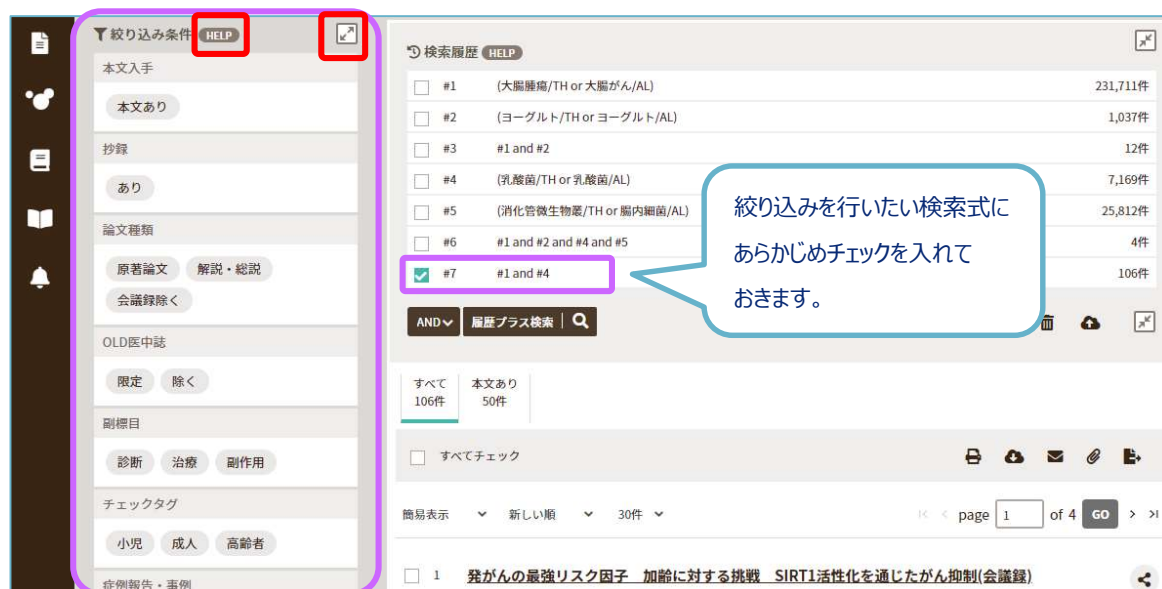 絞り込み条件 HELP
本文入手
本文あり
抄録
あり
論文種類
原著論文 解説・総説
会議録除く
OLD医中誌
限定 除く
副標目
診断 治療 副作用
チェックタグ
小児 成人 高齢者
症例報告・事例
検索履歴 HELP
#1 (大腸腫瘍/TH or 大腸がん/AL) 231,711件
#2 (ヨーグルト/TH or ヨーグルト/AL) 1,037件
#3 #1 and #2 12件
#4 (乳酸菌/TH or 乳酸菌/AL) 7,169件
#5 (消化管微生物叢/TH or 腸内細菌/AL) 25,812件
#6 #1 and #2 and #4 and #5 4件
#7 #1 and #4 106件
絞り込みを行いたい検索式に
あらかじめチェックを入れて
おきます。
AND 履歴プラス検索
すべて 本文あり
106件 50件
すべてチェック
簡易表示 新しい順 30件 page 1 of 4 GO
1 発がんの最強リスク因子 加齢に対する挑戦 SIRT1活性化を通じたがん抑制(会議録)